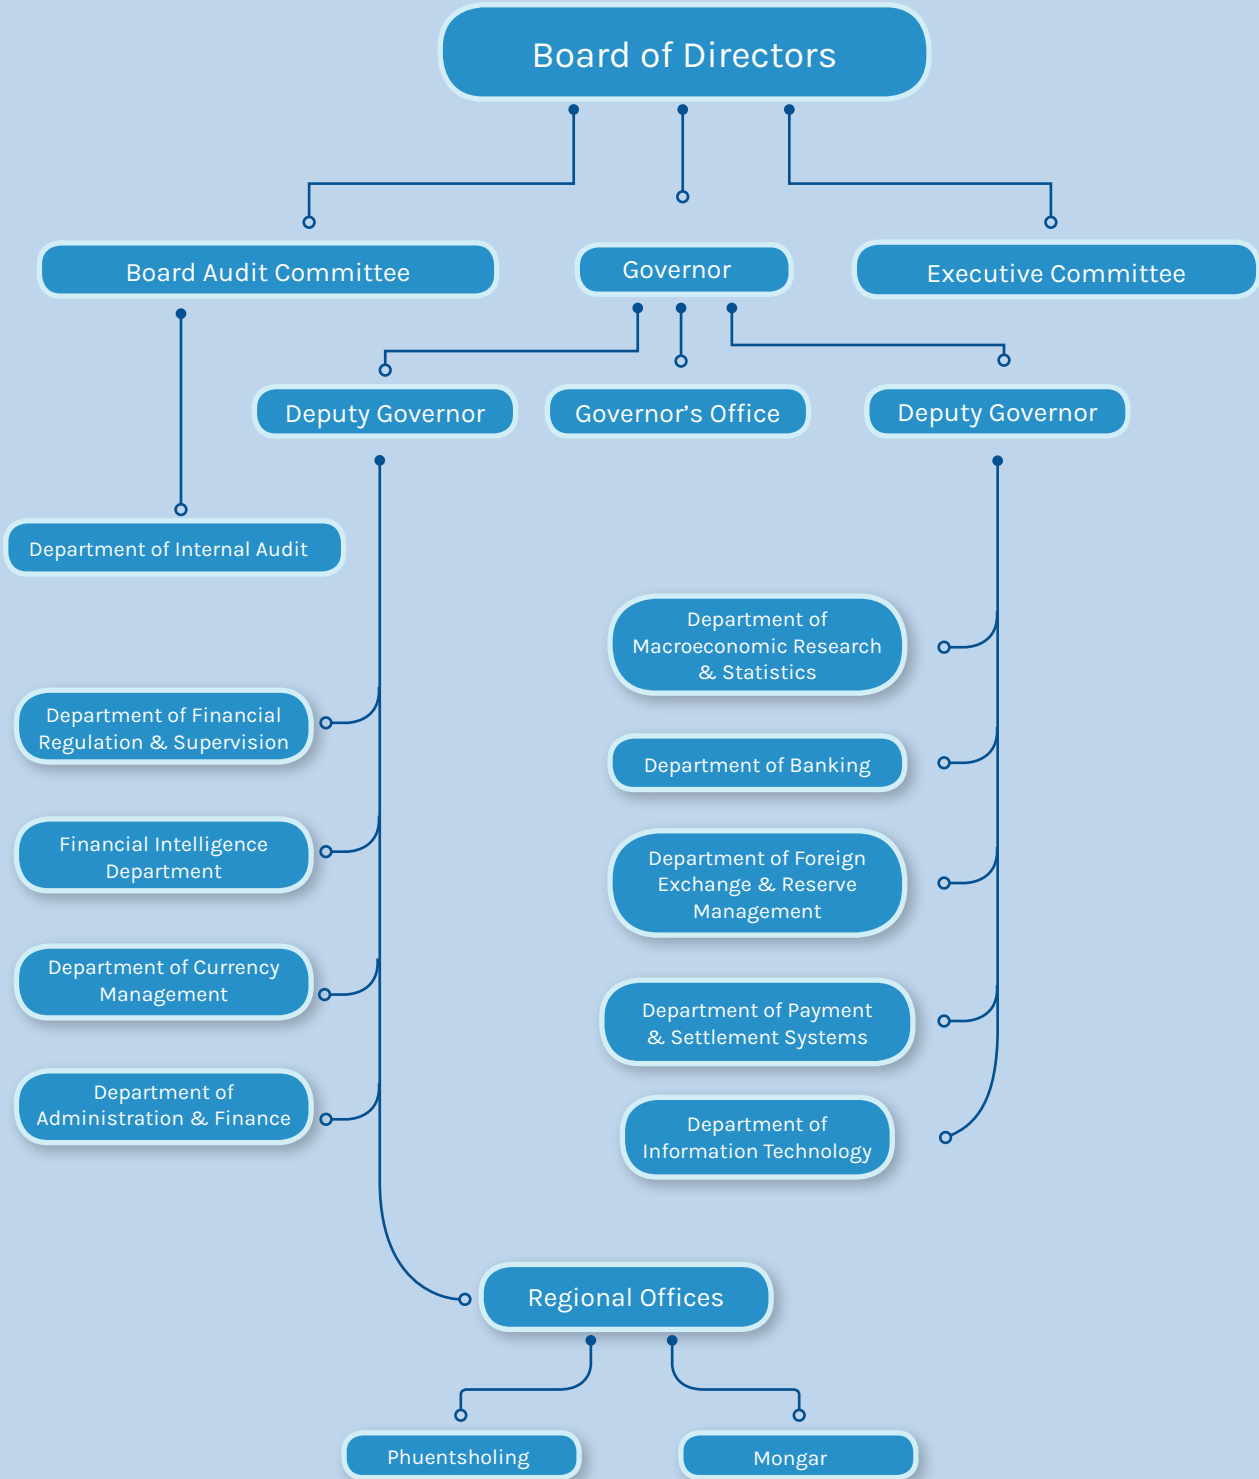 Board of Directors
Board Audit Committee
Governor
Executive Committee
Deputy Governor
Governor’s Office
Deputy Governor
Department of Internal Audit
Department of Financial
Regulation & Supervision
Financial Intelligence
Department
Department of Currency
Management
Department of
Administration & Finance
Department of
Macroeconomic Research
& Statistics
Department of Banking
Department of Foreign
Exchange & Reserve
Management
Department of Payment
& Settlement Systems
Department of
Information Technology
Regional Offices
Phuentsholing
Mongar